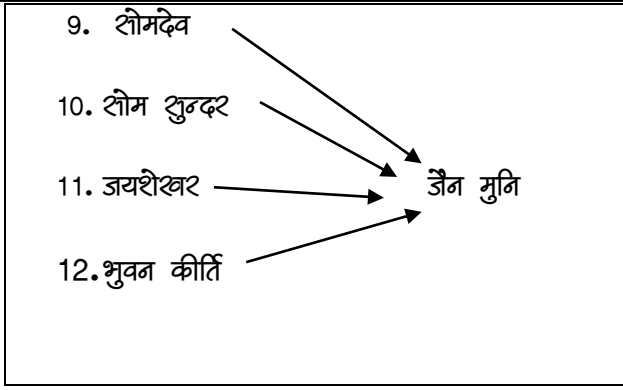 9. सोमदेव
10. सोम सुन्दर
11. जयशेखर
जैन मुनि
12. भुवन कीर्ति